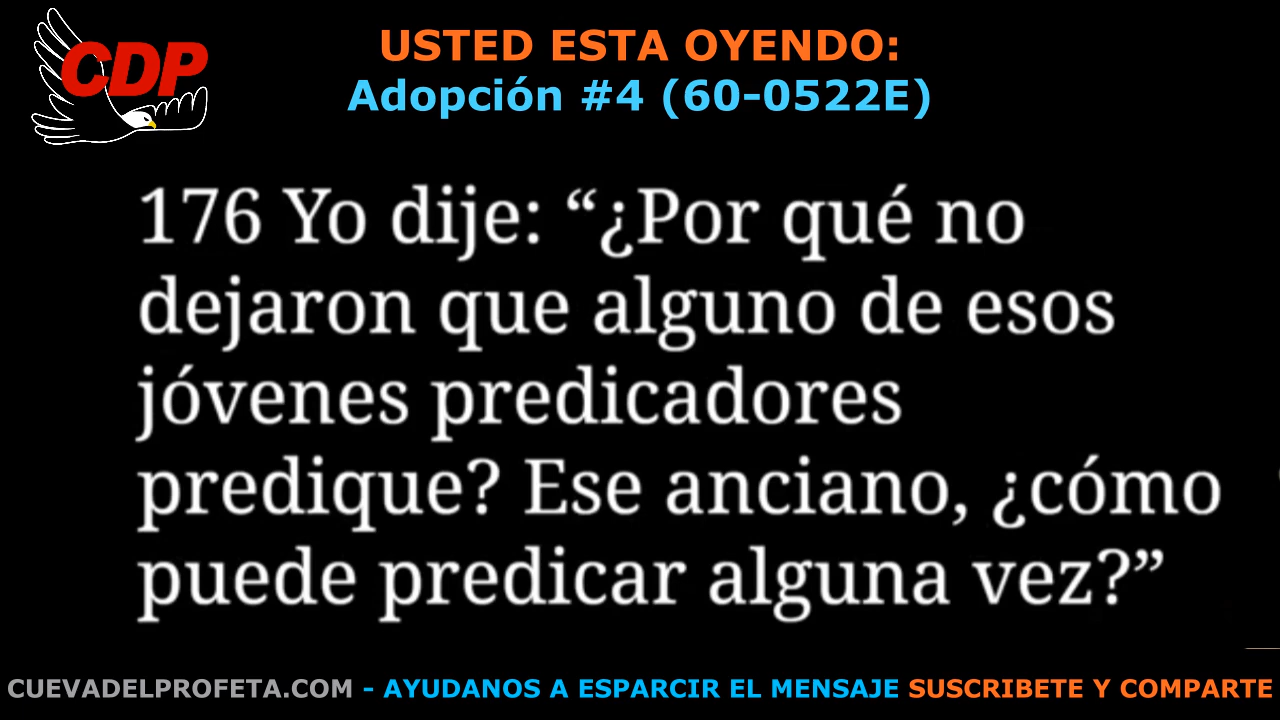 CDP
USTED ESTA OYENDO:
Adopción #4 (60-0522E)
176 Yo dije: “¿Por qué no
dejaron que alguno de esos
jóvenes predicadores
predique? Ese anciano, ¿cómo
puede predicar alguna vez?”
CUEVADELPROFETA.COM - AYUDANOS A ESPARCIR EL MENSAJE SUSCRIBETE Y COMPARTE